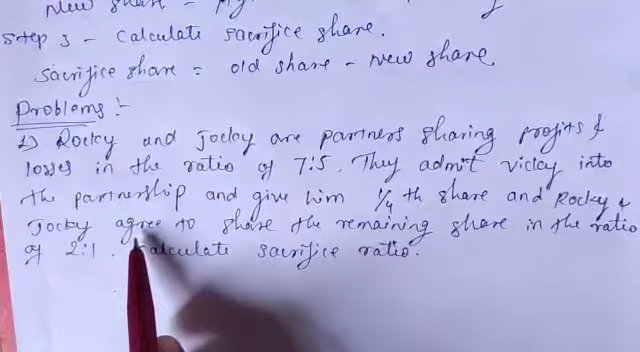 New share -
Step 3 - Calculate sacrifice share.
Sacrifice share = old share - New share.
Problems :-
1) Rocky and Jocky are partners sharing profits &
losses in the ratio of 7:5. They admit vicky into
the partnership and give him 1/4 th share and Rocky &
Jocky agree to share the remaining share in the ratio
of 2:1. Calculate sacrifice ratio.